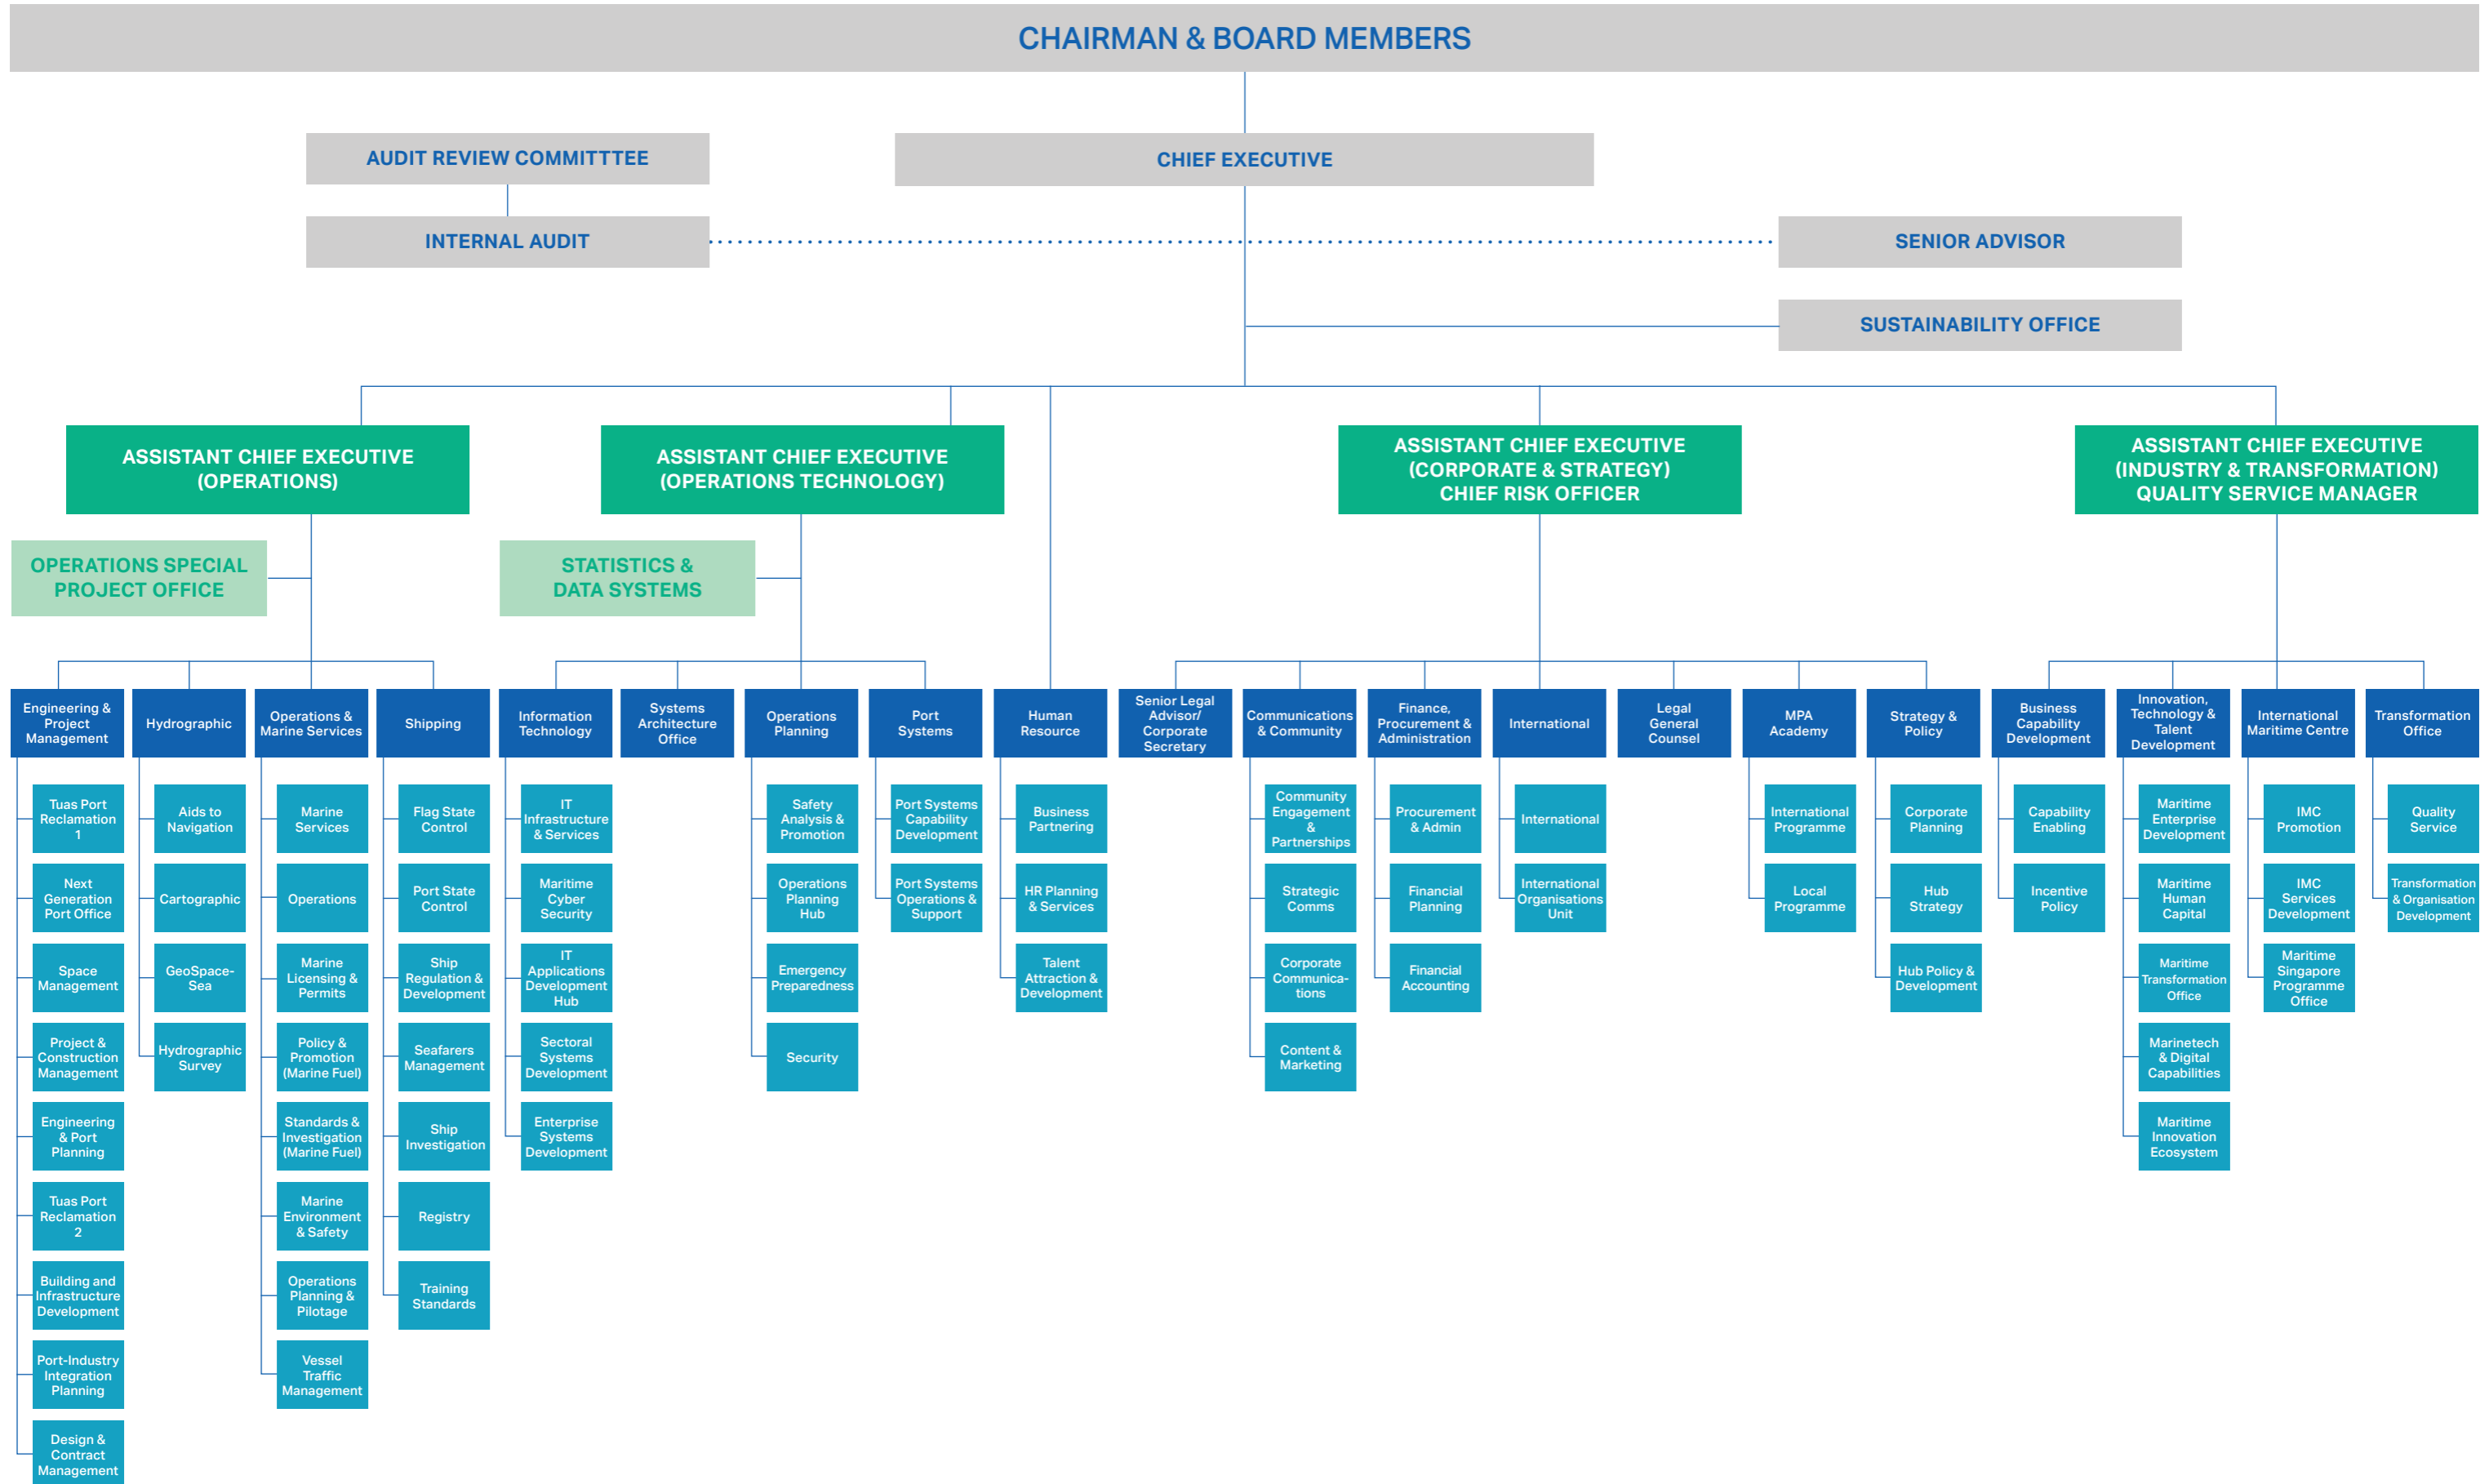 CHAIRMAN & BOARD MEMBERS
AUDIT REVIEW COMMITTTEE
CHIEF EXECUTIVE
INTERNAL AUDIT
SENIOR ADVISOR
SUSTAINABILITY OFFICE
ASSISTANT CHIEF EXECUTIVE
(OPERATIONS)
ASSISTANT CHIEF EXECUTIVE
(OPERATIONS TECHNOLOGY)
ASSISTANT CHIEF EXECUTIVE
(CORPORATE & STRATEGY)
CHIEF RISK OFFICER
ASSISTANT CHIEF EXECUTIVE
(INDUSTRY & TRANSFORMATION)
QUALITY SERVICE MANAGER
OPERATIONS SPECIAL
PROJECT OFFICE
STATISTICS &
DATA SYSTEMS
Engineering &
Project
Management
Tuas Port
Reclamation
1
Next
Generation
Port Office
Space
Management
Project &
Construction
Management
Engineering
& Port
Planning
Tuas Port
Reclamation
2
Building and
Infrastructure
Development
Port-Industry
Integration
Planning
Design &
Contract
Management
Hydrographic
Aids to
Navigation
Cartographic
GeoSpace-
Sea
Hydrographic
Survey
Operations &
Marine Services
Marine
Services
Operations
Marine
Licensing &
Permits
Policy &
Promotion
(Marine Fuel)
Standards &
Investigation
(Marine Fuel)
Marine
Environment
& Safety
Operations
Planning &
Pilotage
Vessel
Traffic
Management
Shipping
Flag State
Control
Port State
Control
Ship
Regulation &
Development
Seafarers
Management
Ship
Investigation
Registry
Training
Standards
Information
Technology
IT
Infrastructure
& Services
Maritime
Cyber
Security
IT
Applications
Development
Hub
Sectoral
Systems
Development
Enterprise
Systems
Development
Systems
Architecture
Office
Operations
Planning
Safety
Analysis &
Promotion
Operations
Planning
Hub
Emergency
Preparedness
Security
Port
Systems
Port Systems
Capability
Development
Port Systems
Operations &
Support
Human
Resource
Business
Partnering
HR Planning
& Services
Talent
Attraction &
Development
Senior Legal
Advisor/
Corporate
Secretary
Communications
& Community
Community
Engagement
&
Partnerships
Strategic
Comms
Corporate
Communica-
tions
Content &
Marketing
Finance,
Procurement &
Administration
Procurement
& Admin
Financial
Planning
Financial
Accounting
International
International
International
Organisations
Unit
Legal
General
Counsel
MPA
Academy
International
Programme
Local
Programme
Strategy &
Policy
Corporate
Planning
Hub
Strategy
Hub Policy &
Development
Business
Capability
Development
Capability
Enabling
Incentive
Policy
Innovation,
Technology &
Talent
Development
Maritime
Enterprise
Development
Maritime
Human
Capital
Maritime
Transformation
Office
Marinetech
& Digital
Capabilities
Maritime
Innovation
Ecosystem
International
Maritime Centre
IMC
Promotion
IMC
Services
Development
Maritime
Singapore
Programme
Office
Transformation
Office
Quality
Service
Transformation
& Organisation
Development